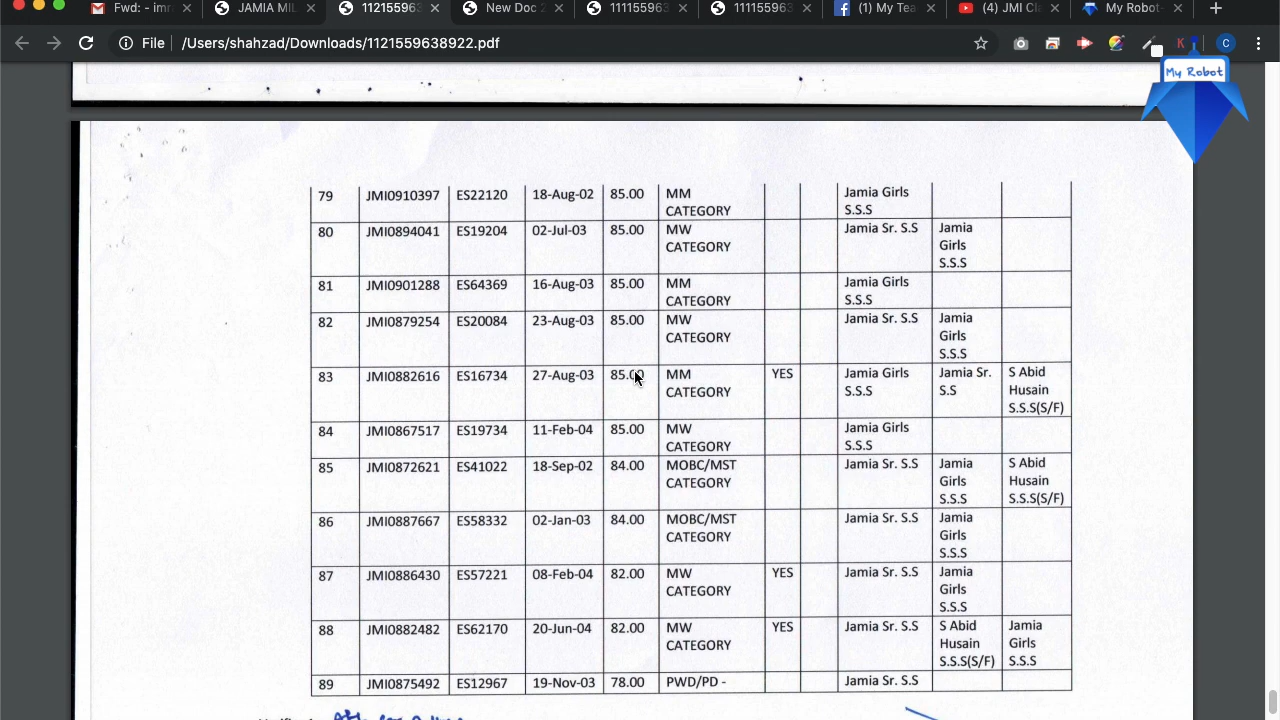 Fwd: - imr
JAMIA MIL
112155963
New Doc 2
111155963
111155963
(1) My Tea
(4) JMI Cl
My Robot-
File /Users/shahzad/Downloads/1121559638922.pdf
K
C
My Robot
79 JMI0910397 ES22120 18-Aug-02 85.00 MM Jamia Girls
CATEGORY S.S.S
80 JMI0894041 ES19204 02-Jul-03 85.00 MW Jamia Sr. S.S Jamia
CATEGORY Girls
S.S.S
81 JMI0901288 ES64369 16-Aug-03 85.00 MM Jamia Girls
CATEGORY S.S.S
82 JMI0879254 ES20084 23-Aug-03 85.00 MW Jamia Sr. S.S Jamia
CATEGORY Girls
S.S.S
83 JMI0882616 ES16734 27-Aug-03 85.00 MM YES Jamia Girls Jamia Sr. S Abid
CATEGORY S.S.S S.S Husain
S.S.S(S/F)
84 JMI0867517 ES19734 11-Feb-04 85.00 MW Jamia Girls
CATEGORY S.S.S
85 JMI0872621 ES41022 18-Sep-02 84.00 MOBC/MST Jamia Sr. S.S Jamia S Abid
CATEGORY Girls Husain
S.S.S S.S.S(S/F)
86 JMI0887667 ES58332 02-Jan-03 84.00 MOBC/MST Jamia Sr. S.S Jamia
CATEGORY Girls
S.S.S
87 JMI0886430 ES57221 08-Feb-04 82.00 MW YES Jamia Sr. S.S Jamia
CATEGORY Girls
S.S.S
88 JMI0882482 ES62170 20-Jun-04 82.00 MW YES Jamia Sr. S.S S Abid Jamia
CATEGORY Husain Girls
S.S.S(S/F) S.S.S
89 JMI0875492 ES12967 19-Nov-03 78.00 PWD/PD - Jamia Sr. S.S